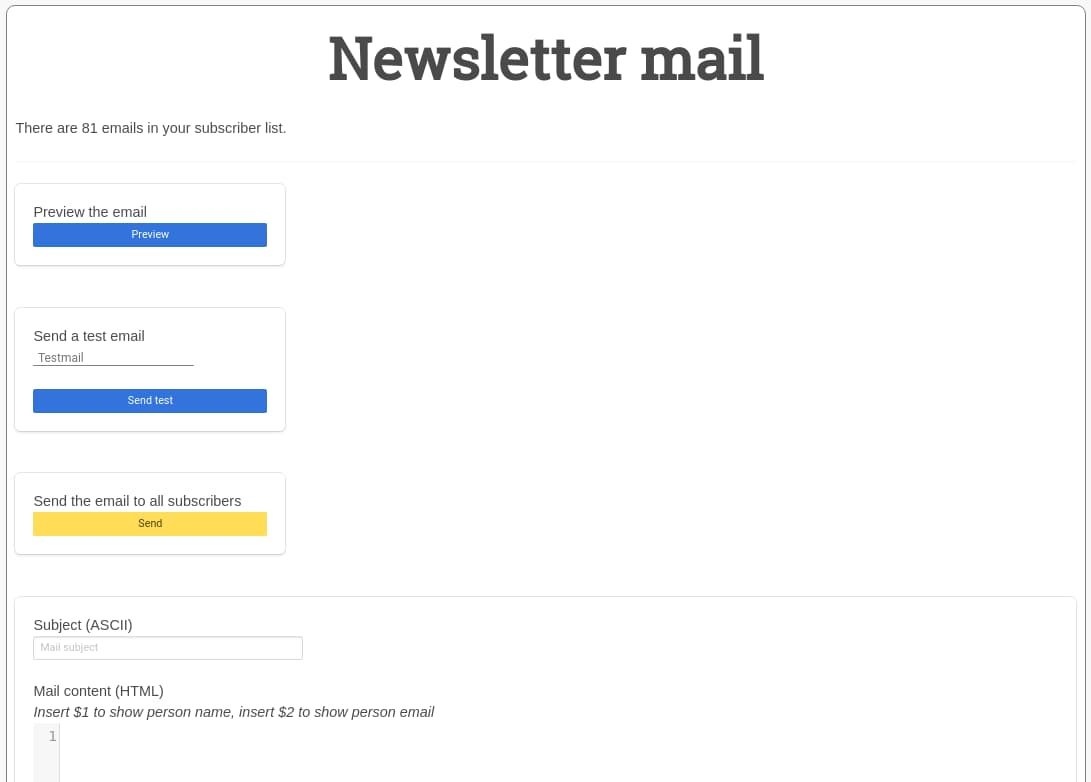 Newsletter mail
There are 81 emails in your subscriber list.
Preview the email
Preview
Send a test email
Testmail
Send test
Send the email to all subscribers
Send
Subject (ASCII)
Mail subject
Mail content (HTML)
Insert $1 to show person name, insert $2 to show person email
1